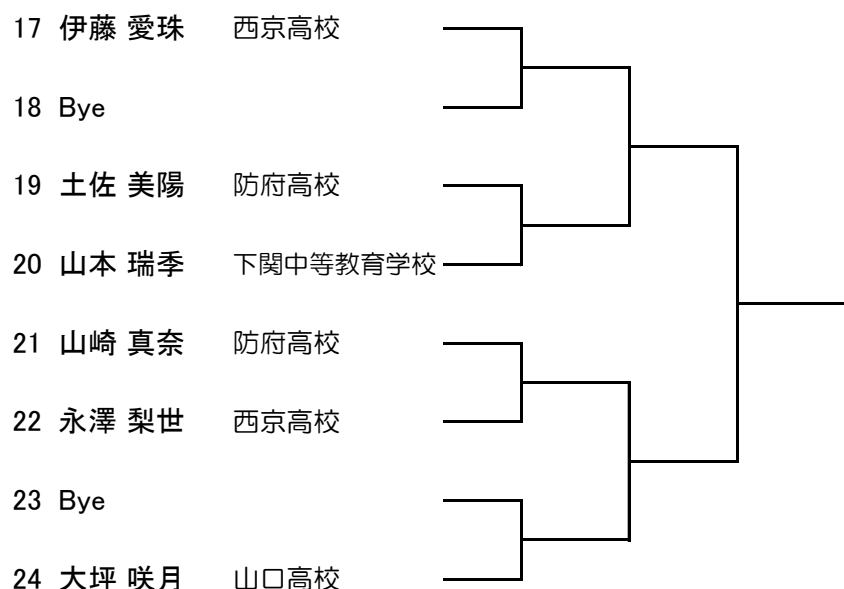 17 伊藤 愛珠 西京高校
18 Bye
19 土佐 美陽 防府高校
20 山本 瑞季 下関中等教育学校
21 山崎 真奈 防府高校
22 永澤 梨世 西京高校
23 Bye
24 大坪 咲月 山口高校